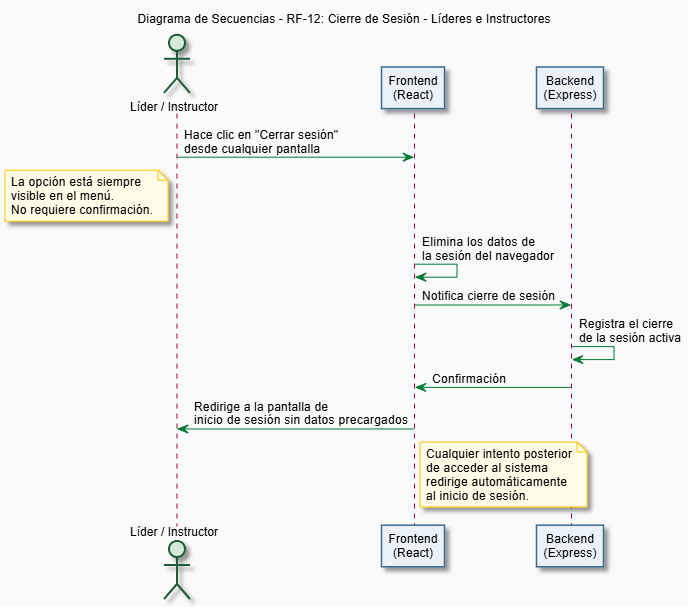 Diagrama de Secuencias - RF-12: Cierre de Sesión - Líderes e Instructores
Líder / Instructor
Frontend
(React)
Backend
(Express)
Hace clic en "Cerrar sesión"
desde cualquier pantalla
La opción está siempre
visible en el menú.
No requiere confirmación.
Elimina los datos de
la sesión del navegador
Notifica cierre de sesión
Registra el cierre
de la sesión activa
Confirmación
Redirige a la pantalla de
inicio de sesión sin datos precargados
Cualquier intento posterior
de acceder al sistema
redirige automáticamente
al inicio de sesión.
Líder / Instructor
Frontend
(React)
Backend
(Express)